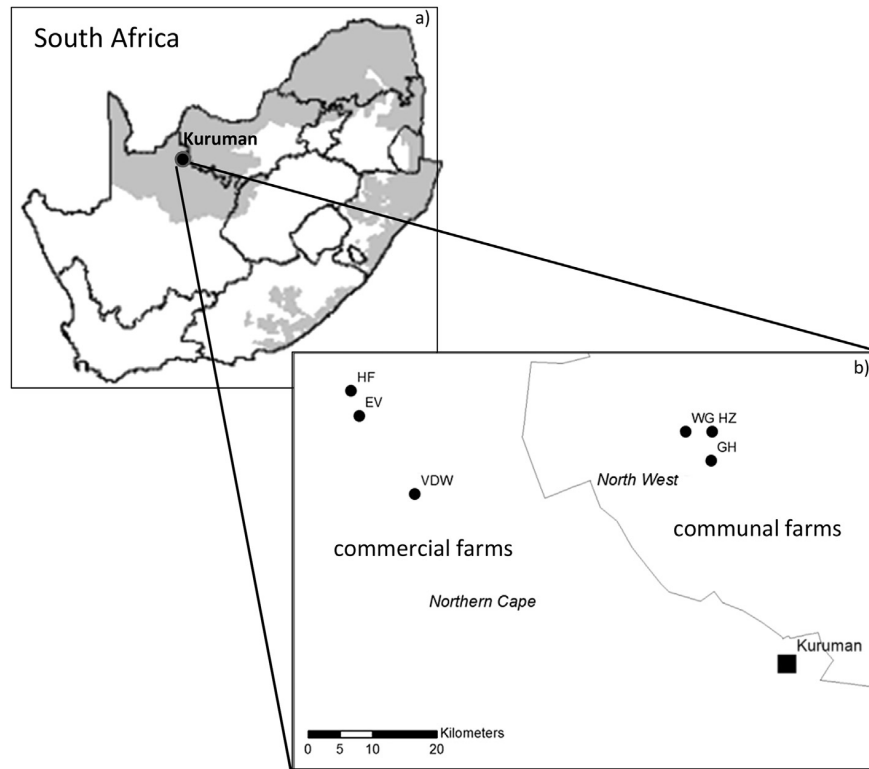 a)
South Africa
Kuruman
b)
HF
EV
WG HZ
GH
VDW
North West
commercial farms
communal farms
Northern Cape
Kuruman
Kilometers
0 5 10 20